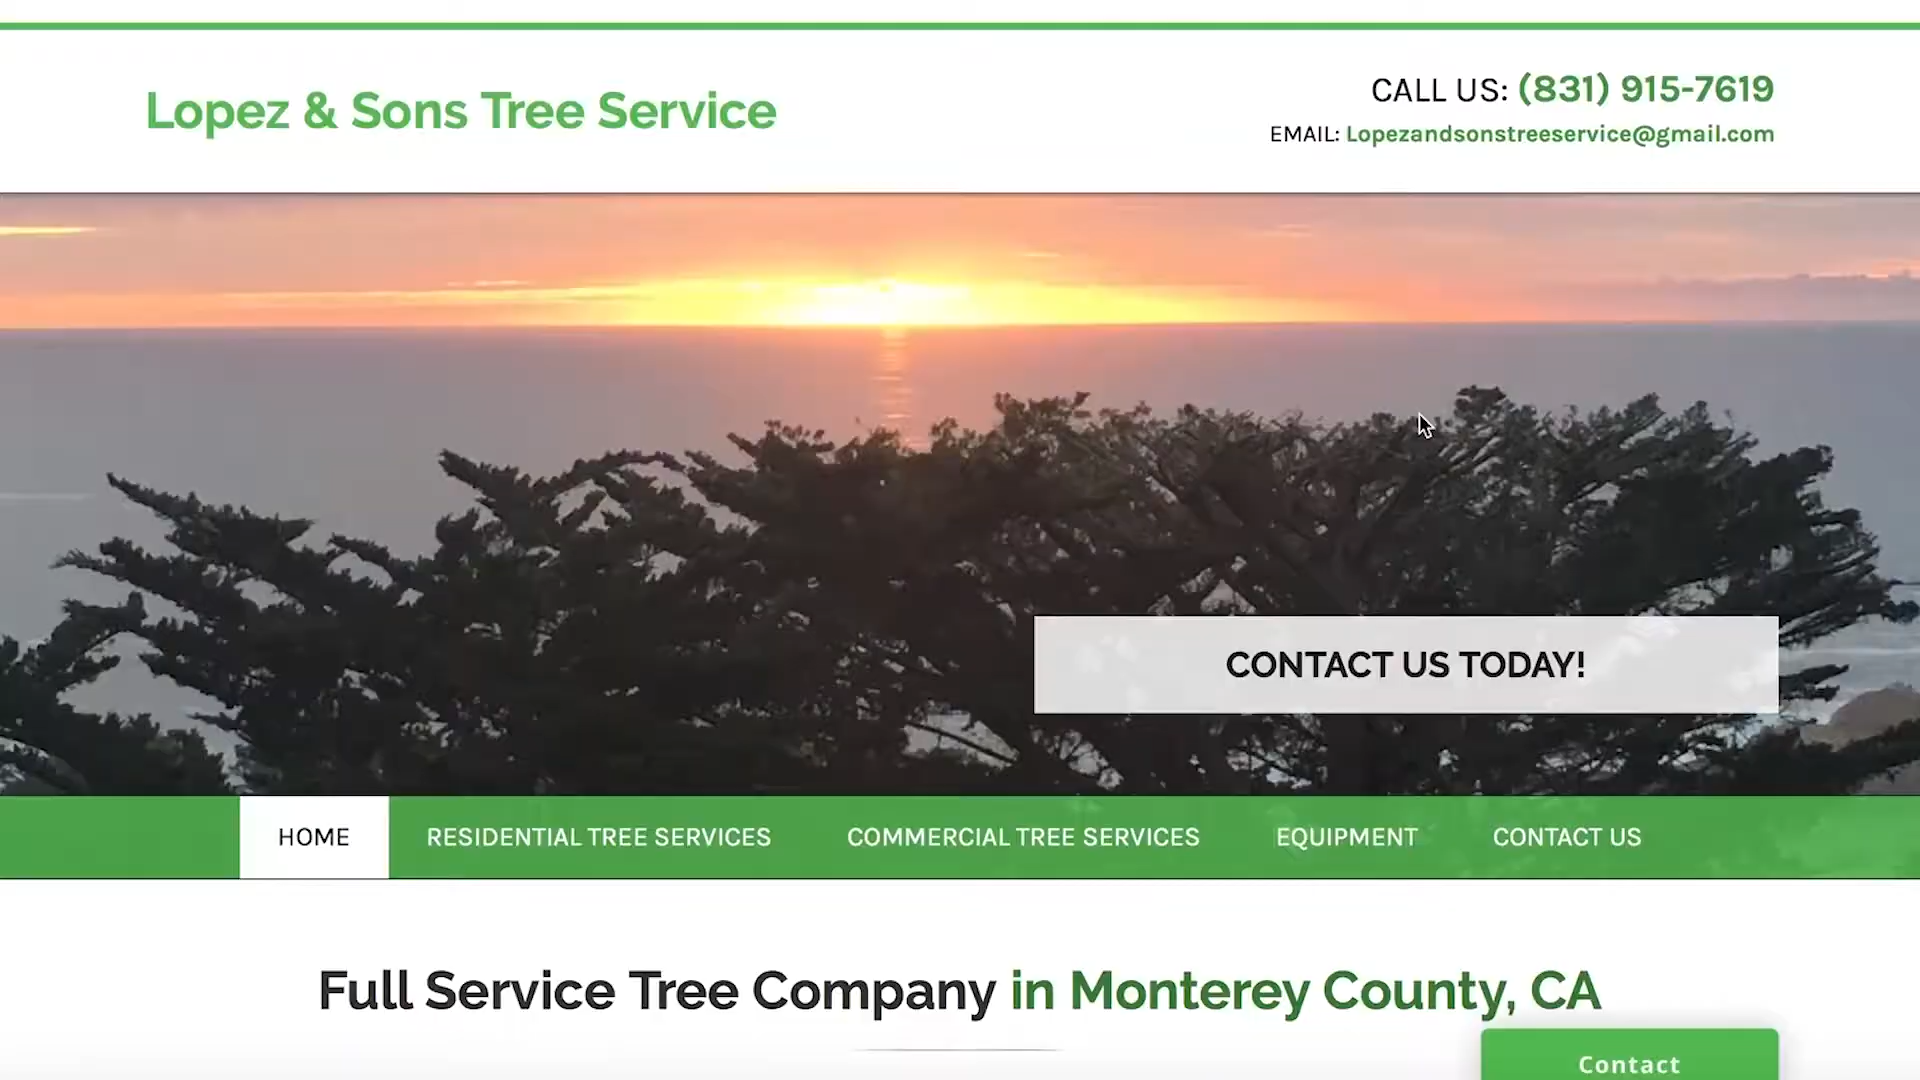 Lopez & Sons Tree Service
CALL US: (831) 915-7619
EMAIL: Lopezandsonstreeservice@gmail.com
CONTACT US TODAY!
HOME
RESIDENTIAL TREE SERVICES
COMMERCIAL TREE SERVICES
EQUIPMENT
CONTACT US
Full Service Tree Company in Monterey County, CA
Contact